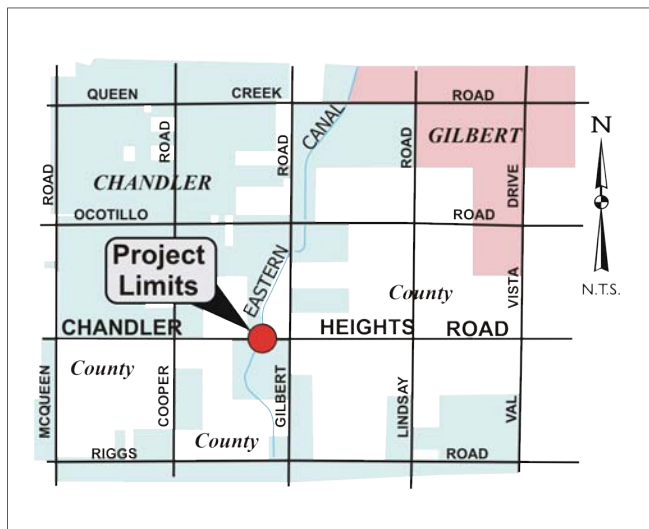 QUEEN CREEK ROAD
GILBERT
N
ROAD ROAD ROAD CANAL ROAD DRIVE
CHANDLER
OCOTILLO ROAD
N.T.S.
Project
Limits
EASTERN
County
VISTA
CHANDLER HEIGHTS ROAD
County
MCQUEEN COOPER GILBERT LINDSAY VAL
County
RIGGS ROAD